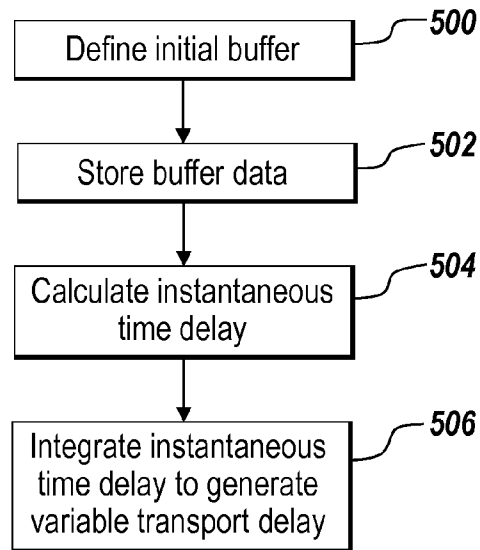 500
Define initial buffer
502
Store buffer data
504
Calculate instantaneous
time delay
506
Integrate instantaneous
time delay to generate
variable transport delay